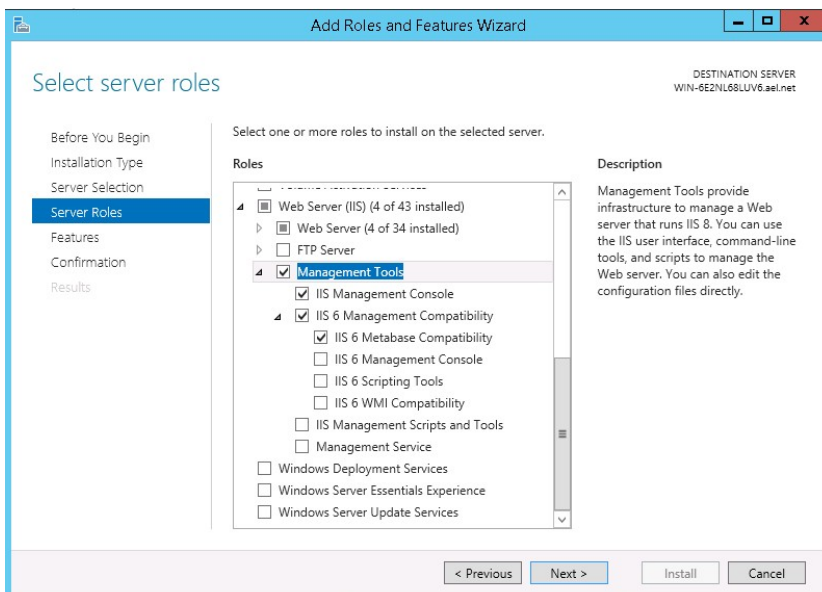 Add Roles and Features Wizard
Select server roles
DESTINATION SERVER
WIN-6E2NL68LUV6.ael.net
Before You Begin
Installation Type
Server Selection
Server Roles
Features
Confirmation
Results
Select one or more roles to install on the selected server.
Roles
Volume Activation Services
Web Server (IIS) (4 of 43 installed)
Web Server (4 of 34 installed)
FTP Server
Management Tools
IIS Management Console
IIS 6 Management Compatibility
IIS 6 Metabase Compatibility
IIS 6 Management Console
IIS 6 Scripting Tools
IIS 6 WMI Compatibility
IIS Management Scripts and Tools
Management Service
Windows Deployment Services
Windows Server Essentials Experience
Windows Server Update Services
Description
Management Tools provide
infrastructure to manage a Web
server that runs IIS 8. You can use
the IIS user interface, command-line
tools, and scripts to manage the
Web server. You can also edit the
configuration files directly.
< Previous
Next >
Install
Cancel